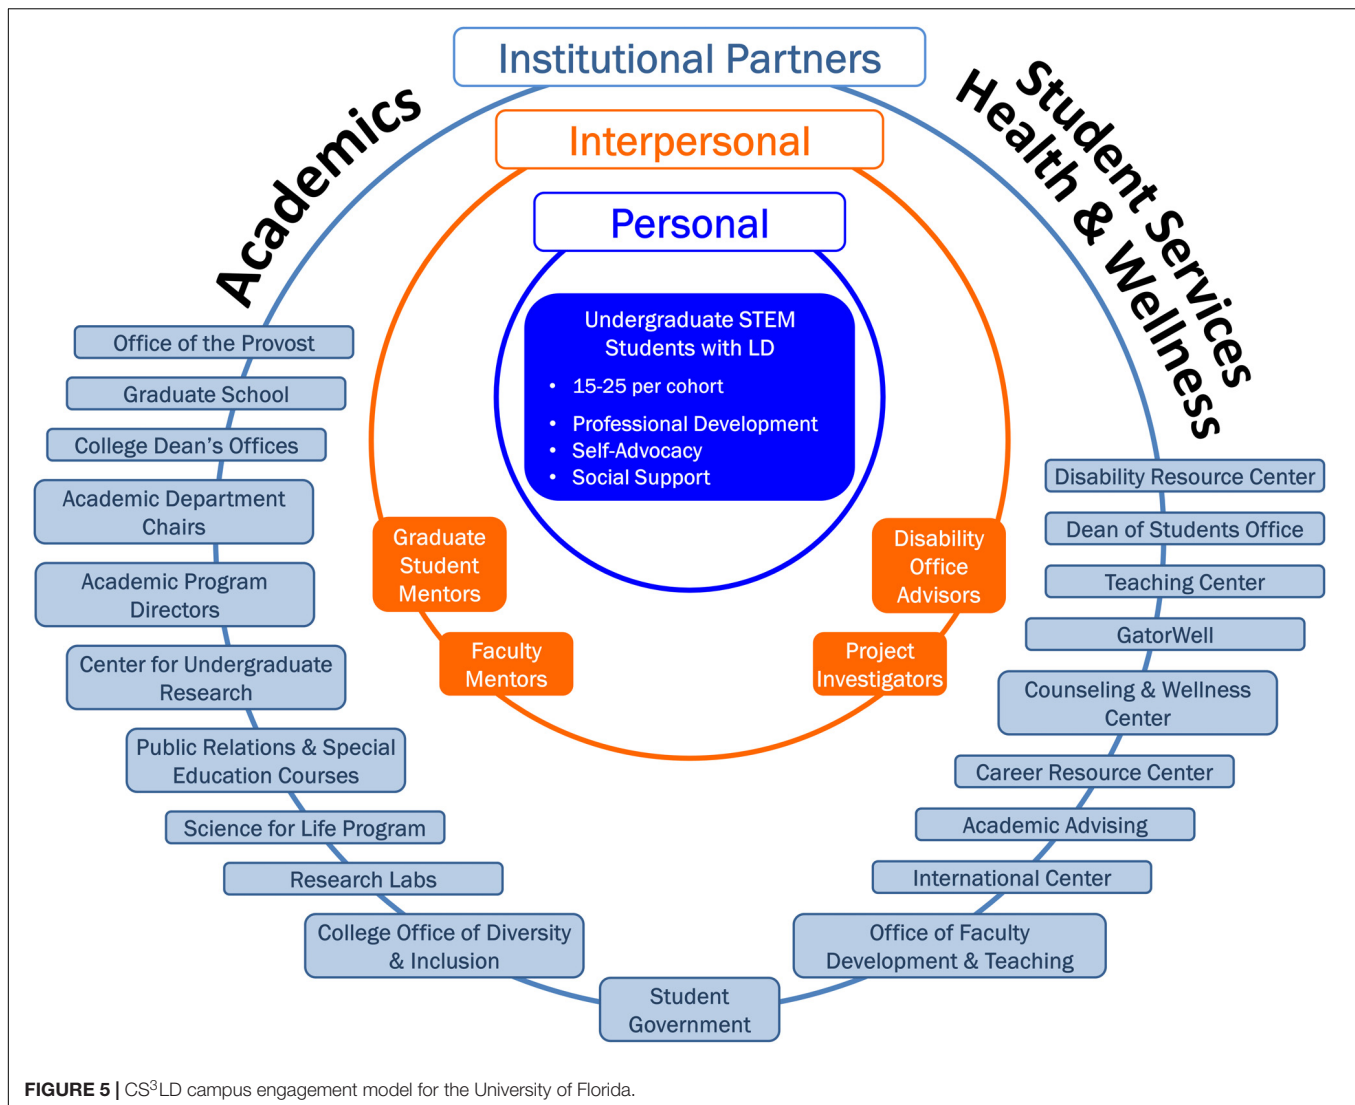 Institutional Partners
Interpersonal
Personal
Academics
Student Services
Health & Wellness
Undergraduate STEM
Students with LD
• 15-25 per cohort
• Professional Development
• Self-Advocacy
• Social Support
Graduate
Student
Mentors
Faculty
Mentors
Disability
Office
Advisors
Project
Investigators
Office of the Provost
Graduate School
College Dean’s Offices
Academic Department
Chairs
Academic Program
Directors
Center for Undergraduate
Research
Public Relations & Special
Education Courses
Science for Life Program
Research Labs
College Office of Diversity
& Inclusion
Student
Government
Disability Resource Center
Dean of Students Office
Teaching Center
GatorWell
Counseling & Wellness
Center
Career Resource Center
Academic Advising
International Center
Office of Faculty
Development & Teaching
FIGURE 5 | CS³LD campus engagement model for the University of Florida.